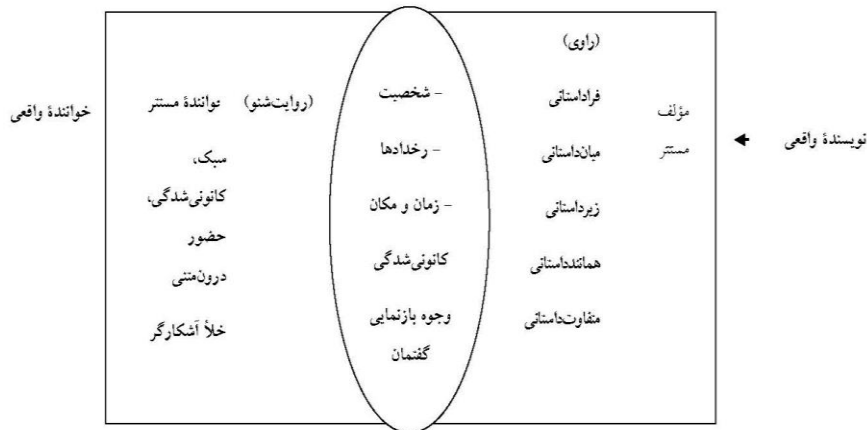 نویسندهٔ واقعی
مؤلف
مستتر
(راوی)
فراداستانی
میان‌داستانی
زیرداستانی
همانندداستانی
متفاوت‌داستانی
- شخصیت
- رخدادها
- زمان و مکان
کانونی‌شدگی
وجوه بازنمایی
گفتمان
(روایت‌شنو)
خوانندهٔ مستتر
سبک،
کانونی‌شدگی،
حضور
درون‌متنی
خلأ آشکارگر
خوانندهٔ واقعی